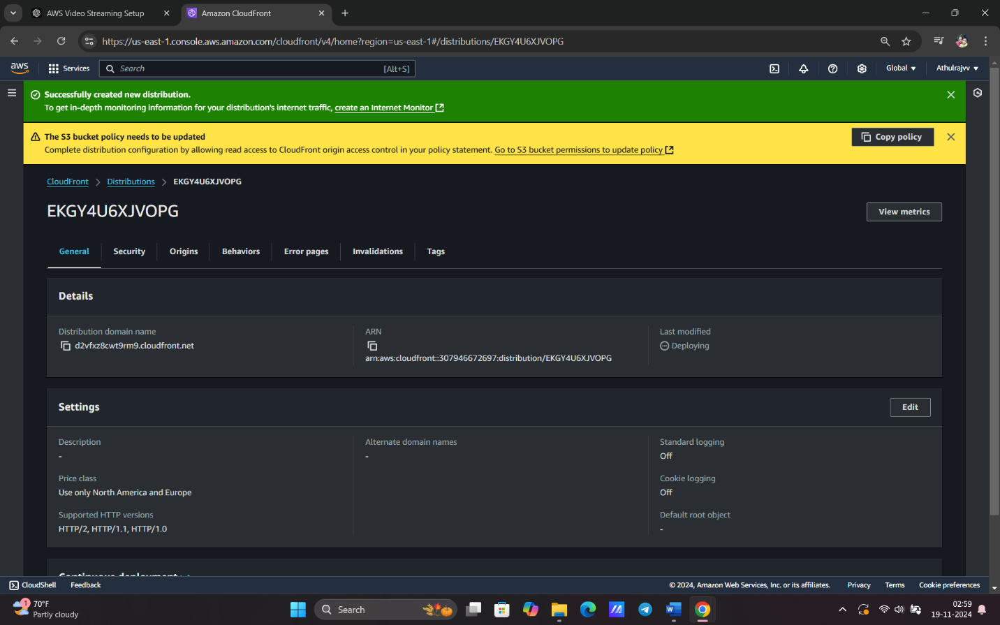 AWS Video Streaming Setup
Amazon CloudFront
https://us-east-1.console.aws.amazon.com/cloudfront/v4/home?region=us-east-1#/distributions/EKGY4U6XJVOPG
aws
Services
Search
[Alt+S]
Global
Athulrajvv
Successfully created new distribution.
To get in-depth monitoring information for your distribution's internet traffic, create an Internet Monitor
The S3 bucket policy needs to be updated
Complete distribution configuration by allowing read access to CloudFront origin access control in your policy statement. Go to S3 bucket permissions to update policy
Copy policy
CloudFront
Distributions
EKGY4U6XJVOPG
EKGY4U6XJVOPG
View metrics
General
Security
Origins
Behaviors
Error pages
Invalidations
Tags
Details
Distribution domain name
d2vfxz8cwt9rm9.cloudfront.net
ARN
arn:aws:cloudfront::307946672697:distribution/EKGY4U6XJVOPG
Last modified
Deploying
Settings
Edit
Description
-
Price class
Use only North America and Europe
Supported HTTP versions
HTTP/2, HTTP/1.1, HTTP/1.0
Alternate domain names
-
Standard logging
Off
Cookie logging
Off
Default root object
-
Continuous deployment
CloudShell
Feedback
© 2024, Amazon Web Services, Inc. or its affiliates.
Privacy
Terms
Cookie preferences
1
70°F
Partly cloudy
Search
02:59
19-11-2024